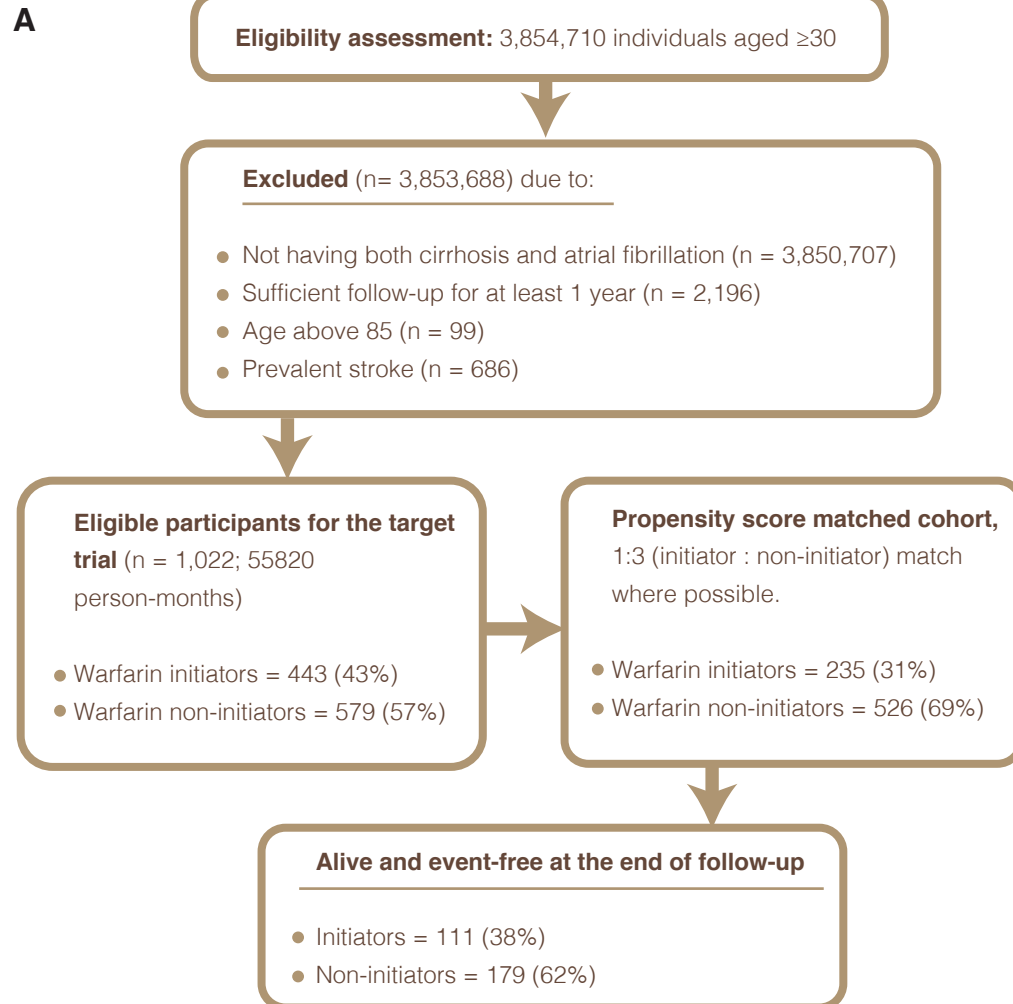 A
Eligibility assessment: 3,854,710 individuals aged ≥30
Excluded (n= 3,853,688) due to:
● Not having both cirrhosis and atrial fibrillation (n = 3,850,707)
● Sufficient follow-up for at least 1 year (n = 2,196)
● Age above 85 (n = 99)
● Prevalent stroke (n = 686)
Eligible participants for the target
trial (n = 1,022; 55820
person-months)
● Warfarin initiators = 443 (43%)
● Warfarin non-initiators = 579 (57%)
Propensity score matched cohort,
1:3 (initiator : non-initiator) match
where possible.
● Warfarin initiators = 235 (31%)
● Warfarin non-initiators = 526 (69%)
Alive and event-free at the end of follow-up
● Initiators = 111 (38%)
● Non-initiators = 179 (62%)